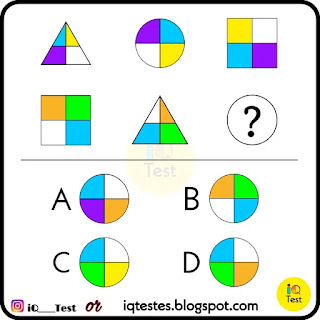 ?
iQ
Test
A
B
C
D
iQ
Test
iQ___Test or iqtestes.blogspot.com